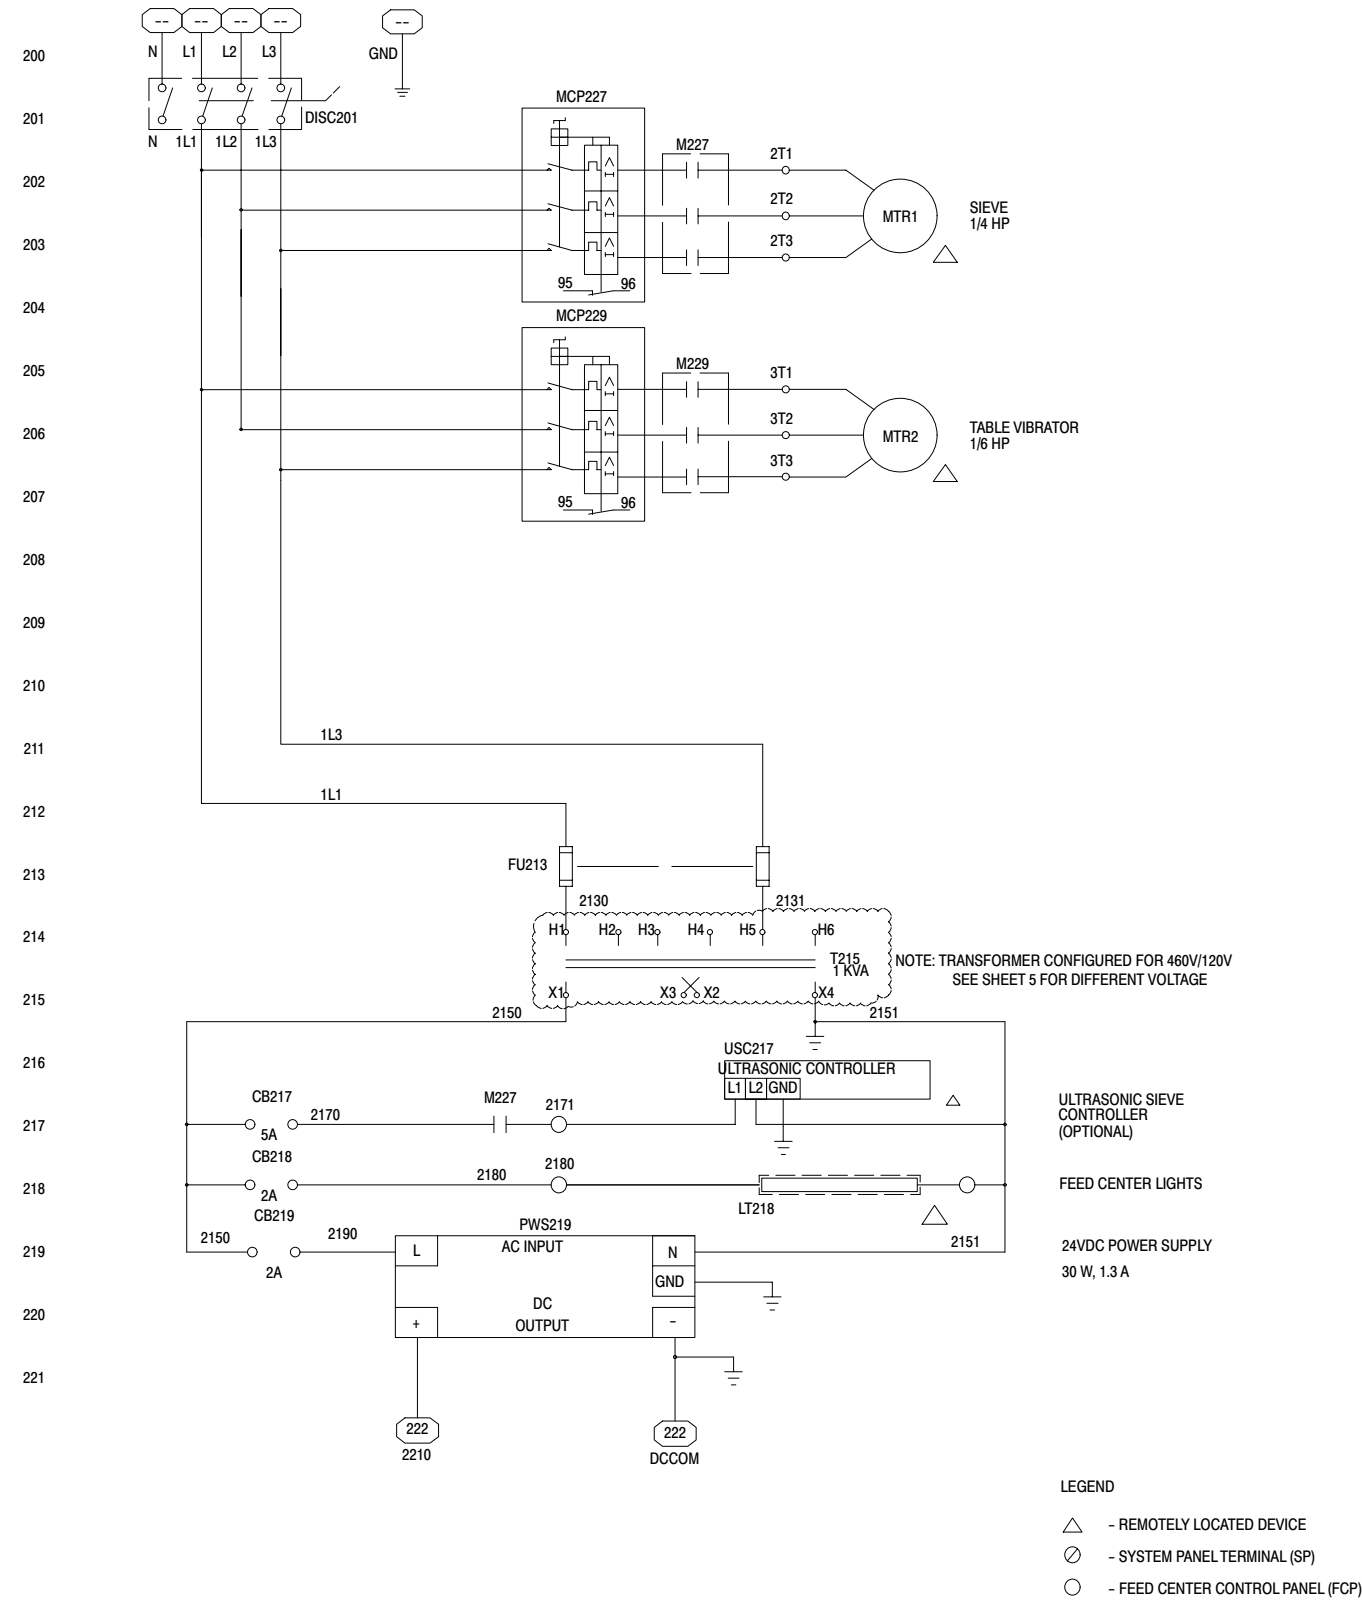 -- -- -- -- --
200 N L1 L2 L3 GND
201 DISC201 MCP227
N 1L1 1L2 1L3 M227 2T1
202
2T2 MTR1 SIEVE
1/4 HP
203 2T3
95 96
204 MCP229
205 M229 3T1
206 3T2 MTR2 TABLE VIBRATOR
1/6 HP
3T3
207 95 96
208
209
210
211 1L3
212 1L1
213 FU213
2130 2131
214 H1 H2 H3 H4 H5 H6
T215 NOTE: TRANSFORMER CONFIGURED FOR 460V/120V
1 KVA SEE SHEET 5 FOR DIFFERENT VOLTAGE
215 X1 X3 X2 X4
2150 2151
USC217
216 ULTRASONIC CONTROLLER
L1 L2 GND
CB217 M227 ULTRASONIC SIEVE
2170 2171 CONTROLLER
217 5A (OPTIONAL)
CB218
2180 2180
218 2A FEED CENTER LIGHTS
CB219 LT218
2150 2190 PWS219 2151
219 L AC INPUT N 24VDC POWER SUPPLY
2A 30 W, 1.3 A
GND
220 DC
+ OUTPUT -
221
222 222
2210 DCCOM
LEGEND
- REMOTELY LOCATED DEVICE
- SYSTEM PANEL TERMINAL (SP)
- FEED CENTER CONTROL PANEL (FCP)